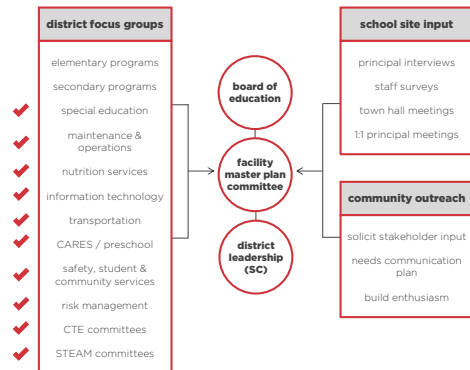 district focus groups
elementary programs
secondary programs
special education
maintenance &
operations
nutrition services
information technology
transportation
CARES / preschool
safety, student &
community services
risk management
CTE committees
STEAM committees
board of
education
facility
master plan
committee
district
leadership
(SC)
school site input
principal interviews
staff surveys
town hall meetings
1:1 principal meetings
community outreach
solicit stakeholder input
needs communication
plan
build enthusiasm